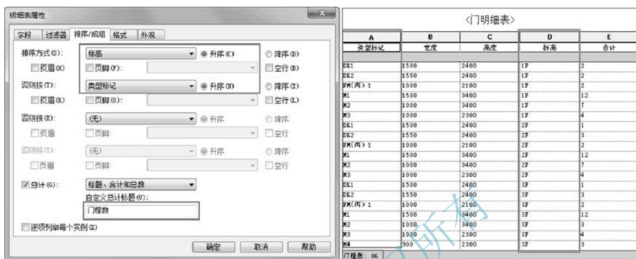 明细表属性
字段 过滤器 排序/成组 格式 外观
排序方式(S): 标高 升序(C) 降序(D)
页眉(H) 页脚(F): 空行(B)
否则按(T): 类型标记 升序(N) 降序(I)
页眉(R) 页脚(O): 空行(L)
否则按(E): (无) 升序 降序
页眉 页脚 空行
否则按(Y): (无) 升序 降序
页眉 页脚 空行
总计(G): 标题、合计和总数
自定义总计标题(U):
门樘数
逐项列举每个实例(Z)
确定 取消 帮助
<门明细表>
A B C D E
类型标记 宽度 高度 标高 合计
DK1 1500 2400 1F 2
DK2 1550 2400 1F 2
FM(丙)1 1000 2100 1F 2
M1 1500 3400 1F 12
M2 1000 3400 1F
M3 1000 2300 1F 4
DK1 1500 2400 2F
DK2 1550 2400 2F 3
FM(丙)1 1000 2100 2F 2
M1 1500 3400 2F 12
M2 1000 3400 2F
M3 1000 2300 2F 4
DK1 1500 2400 3F 1
DK2 1550 2400 3F 3
FM(丙)1 1000 2100 3F 2
M1 1500 3400 3F 12
M2 1000 3400 3F
M3 1000 2300 3F 4
M4 900 2300 3F
门樘数: 86
所有